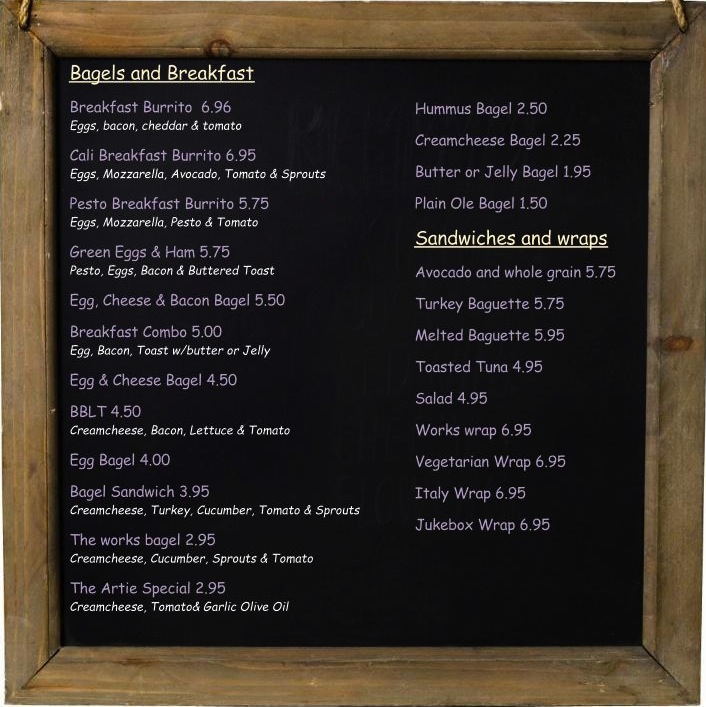 Bagels and Breakfast
Breakfast Burrito 6.96
Eggs, bacon, cheddar & tomato
Cali Breakfast Burrito 6.95
Eggs, Mozzarella, Avocado, Tomato & Sprouts
Pesto Breakfast Burrito 5.75
Eggs, Mozzarella, Pesto & Tomato
Green Eggs & Ham 5.75
Pesto, Eggs, Bacon & Buttered Toast
Egg, Cheese & Bacon Bagel 5.50
Breakfast Combo 5.00
Egg, Bacon, Toast w/butter or Jelly
Egg & Cheese Bagel 4.50
BBLT 4.50
Creamcheese, Bacon, Lettuce & Tomato
Egg Bagel 4.00
Bagel Sandwich 3.95
Creamcheese, Turkey, Cucumber, Tomato & Sprouts
The works bagel 2.95
Creamcheese, Cucumber, Sprouts & Tomato
The Artie Special 2.95
Creamcheese, Tomato& Garlic Olive Oil
Hummus Bagel 2.50
Creamcheese Bagel 2.25
Butter or Jelly Bagel 1.95
Plain Ole Bagel 1.50
Sandwiches and wraps
Avocado and whole grain 5.75
Turkey Baguette 5.75
Melted Baguette 5.95
Toasted Tuna 4.95
Salad 4.95
Works wrap 6.95
Vegetarian Wrap 6.95
Italy Wrap 6.95
Jukebox Wrap 6.95